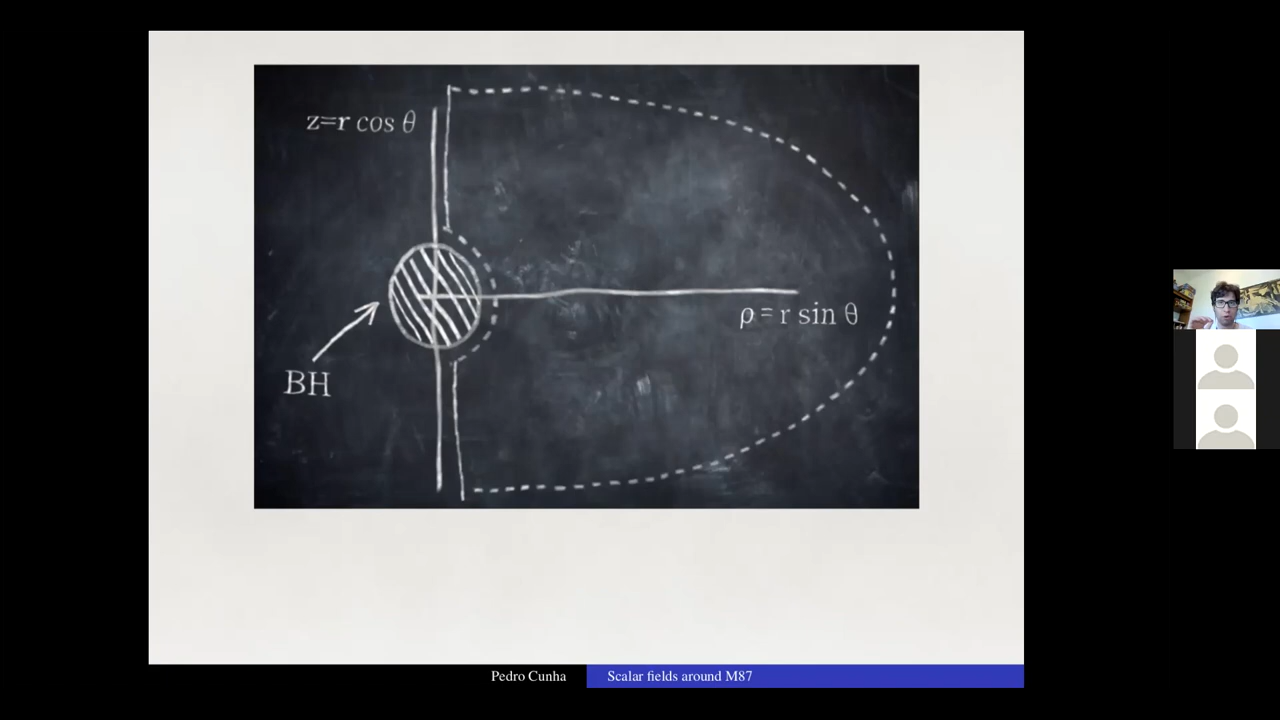 z=r cos θ
ρ = r sin θ
BH
Pedro Cunha
Scalar fields around M87